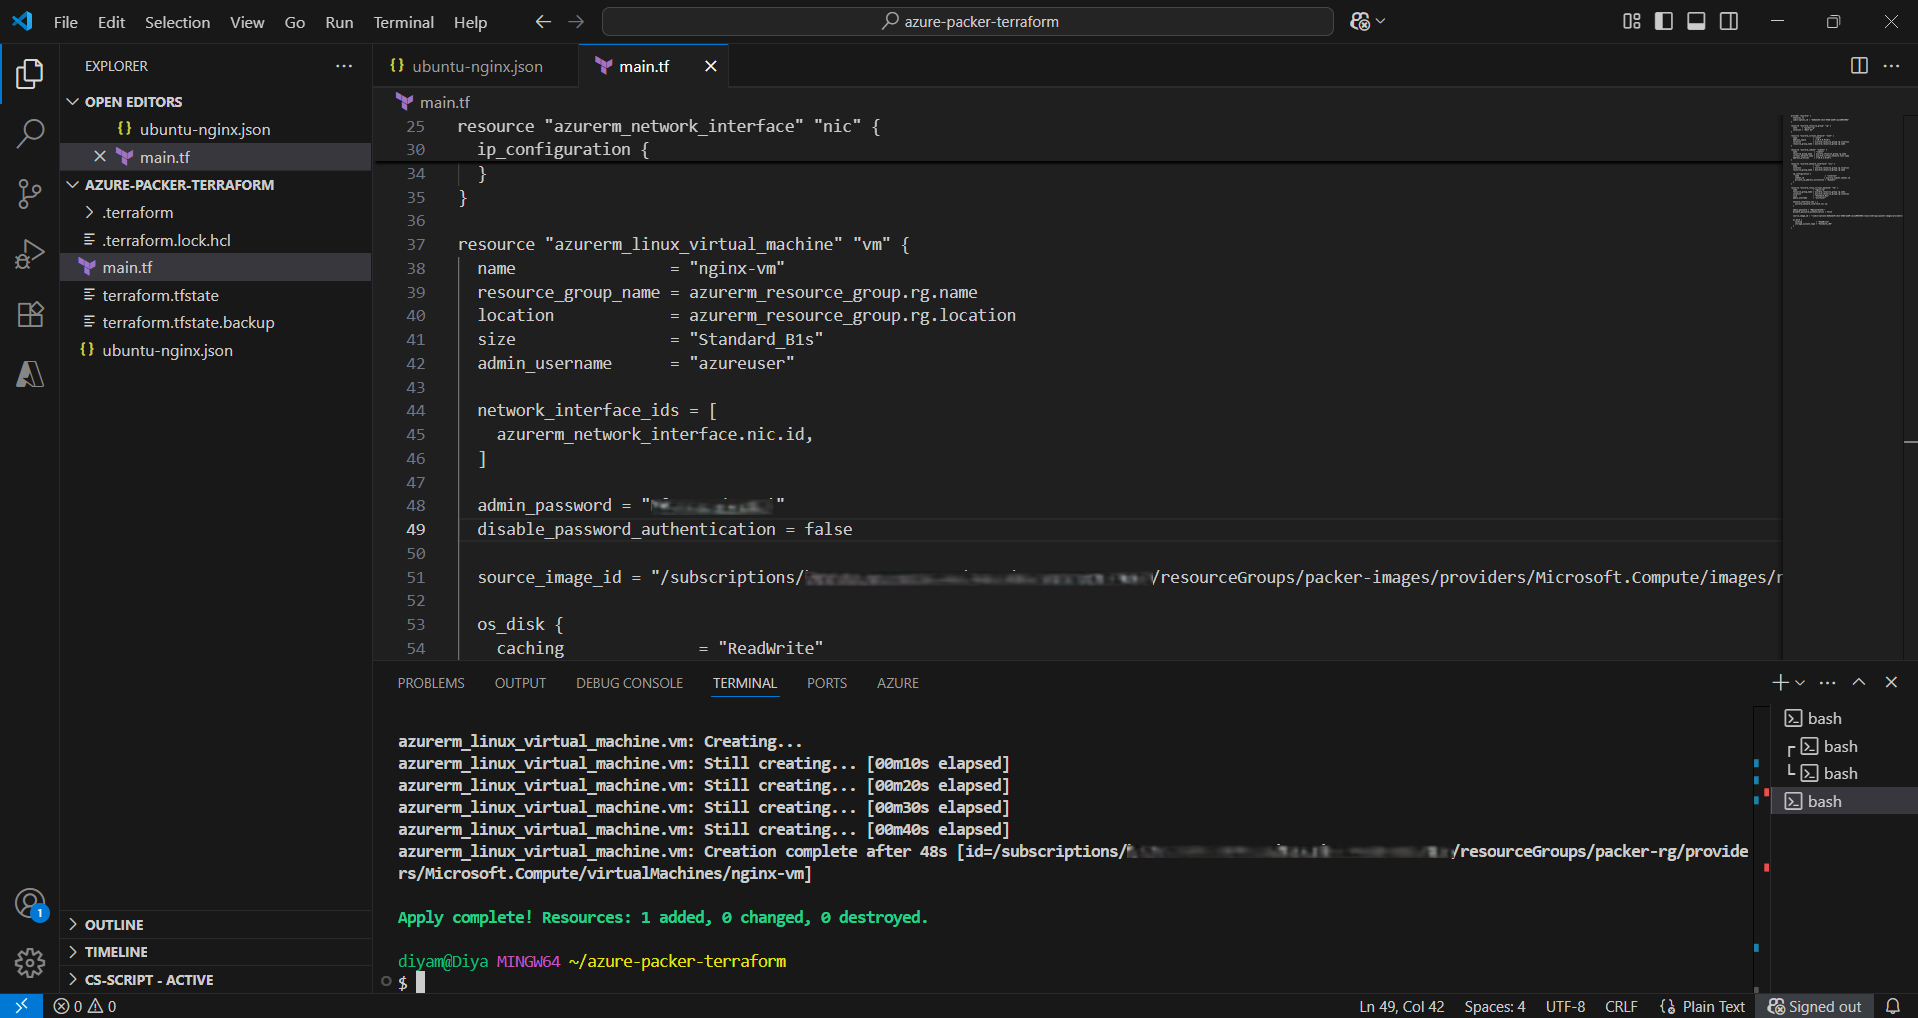 File Edit Selection View Go Run Terminal Help
azure-packer-terraform
EXPLORER
OPEN EDITORS
ubuntu-nginx.json
main.tf
AZURE-PACKER-TERRAFORM
.terraform
.terraform.lock.hcl
main.tf
terraform.tfstate
terraform.tfstate.backup
{} ubuntu-nginx.json
OUTLINE
TIMELINE
CS-SCRIPT - ACTIVE
{} ubuntu-nginx.json main.tf
main.tf
25 resource "azurerm_network_interface" "nic" {
30 ip_configuration {
34 }
35 }
36
37 resource "azurerm_linux_virtual_machine" "vm" {
38 name = "nginx-vm"
39 resource_group_name = azurerm_resource_group.rg.name
40 location = azurerm_resource_group.rg.location
41 size = "Standard_B1s"
42 admin_username = "azureuser"
43
44 network_interface_ids = [
45 azurerm_network_interface.nic.id,
46 ]
47
48 admin_password = " "
49 disable_password_authentication = false
50
51 source_image_id = "/subscriptions/ /resourceGroups/packer-images/providers/Microsoft.Compute/images/
52
53 os_disk {
54 caching = "ReadWrite"
PROBLEMS OUTPUT DEBUG CONSOLE TERMINAL PORTS AZURE
azurerm_linux_virtual_machine.vm: Creating...
azurerm_linux_virtual_machine.vm: Still creating... [00m10s elapsed]
azurerm_linux_virtual_machine.vm: Still creating... [00m20s elapsed]
azurerm_linux_virtual_machine.vm: Still creating... [00m30s elapsed]
azurerm_linux_virtual_machine.vm: Still creating... [00m40s elapsed]
azurerm_linux_virtual_machine.vm: Creation complete after 48s [id=/subscriptions/ /resourceGroups/packer-rg/provide
rs/Microsoft.Compute/virtualMachines/nginx-vm]
Apply complete! Resources: 1 added, 0 changed, 0 destroyed.
diyam@Diya MINGW64 ~/azure-packer-terraform
$
bash
bash
bash
bash
1
0 0 Ln 49, Col 42 Spaces: 4 UTF-8 CRLF {} Plain Text Signed out